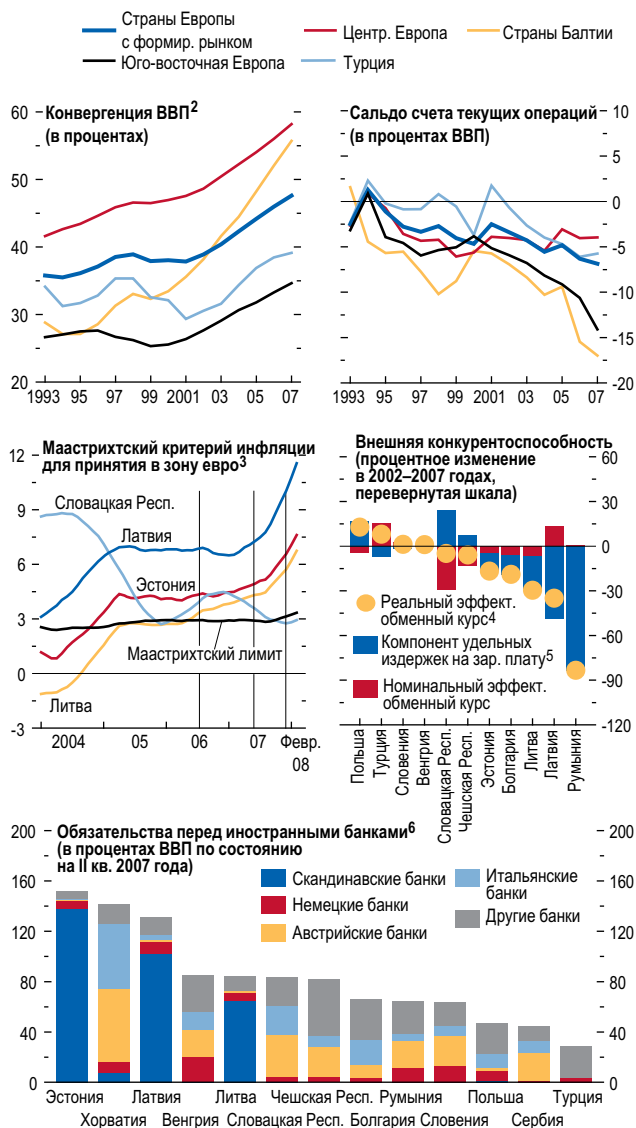 Страны Европы
с формир. рынком
Центр. Европа
Страны Балтии
Юго-восточная Европа
Турция
Конвергенция ВВП2
(в процентах)
60
50
40
30
20
1993 95 97 99 2001 03 05 07
Сальдо счета текущих операций
(в процентах ВВП)
10
5
0
-5
-10
-15
-20
1993 95 97 99 2001 03 05 07
Маастрихтский критерий инфляции
для принятия в зону евро3
12
9
6
3
0
-3
Словацкая Респ.
Латвия
Эстония
Маастрихтский лимит
Литва
2004 05 06 07 Февр.
08
Внешняя конкурентоспособность
(процентное изменение
в 2002–2007 годах,
перевернутая шкала)
60
30
0
-30
-60
-90
-120
Реальный эффект.
обменный курс4
Компонент удельных
издержек на зар. плату5
Номинальный эффект.
обменный курс
Польша
Турция
Словения
Венгрия
Словацкая Респ.
Чешская Респ.
Эстония
Болгария
Литва
Латвия
Румыния
Обязательства перед иностранными банками6
(в процентах ВВП по состоянию
на II кв. 2007 года)
200
160
120
80
40
0
Скандинавские банки
Немецкие банки
Австрийские банки
Итальянские
банки
Другие банки
200
160
120
80
40
0
Эстония Латвия Литва Чешская Респ. Румыния Польша Турция
Хорватия Венгрия Словацкая Респ. Болгария Словения Сербия